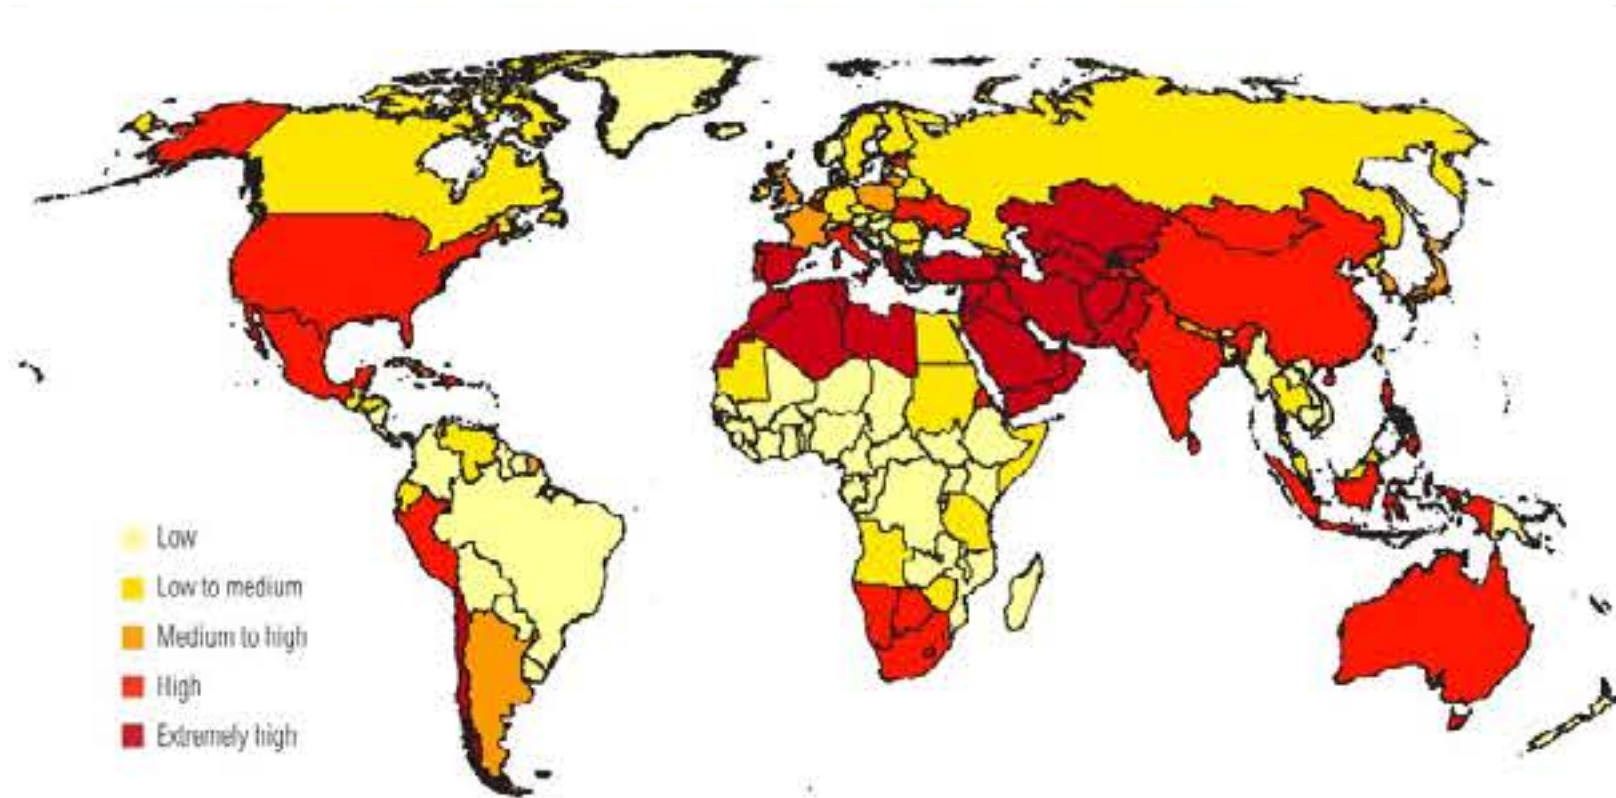 Low
Low to medium
Medium to high
High
Extremely high